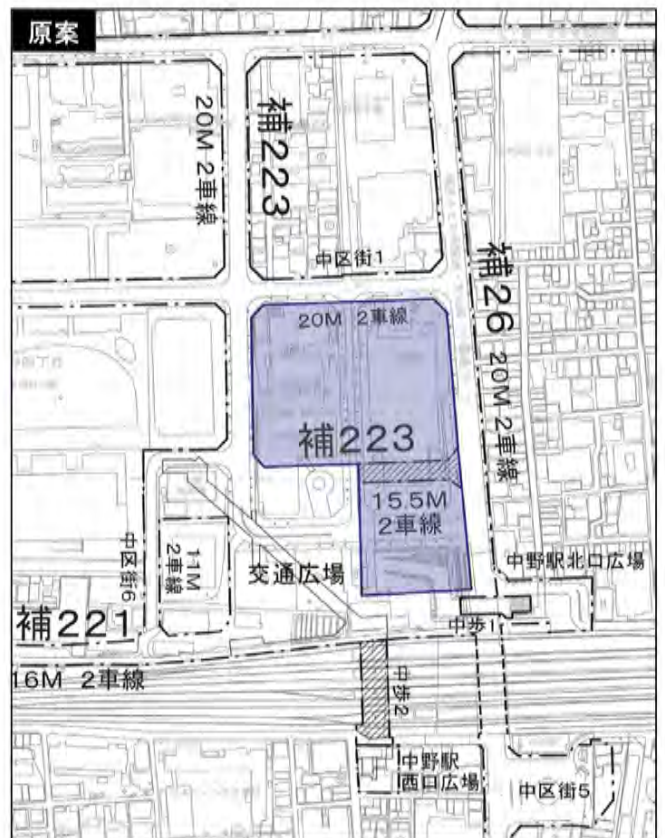 原案
20M 2車線
補223
中区街1
補26
20M 2車線
20M 2車線
補223
15.5M
2車線
中区街6
11M
2車線
交通広場
中野駅北口広場
補221
中歩1
16M 2車線
中歩2
中野駅
西口広場
中区街5